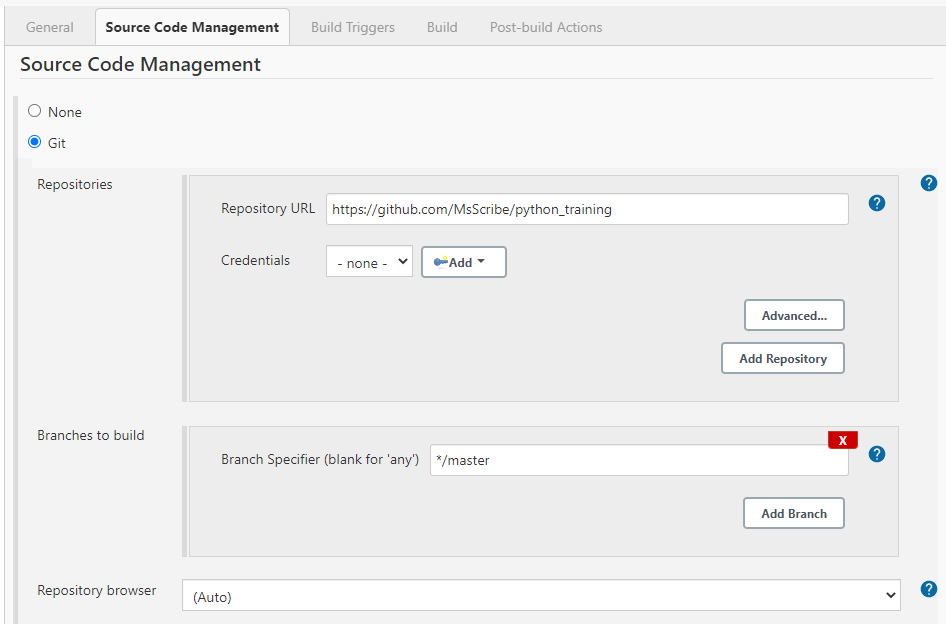 General Source Code Management Build Triggers Build Post-build Actions
Source Code Management
None
Git
Repositories
?
Repository URL https://github.com/MsScribe/python_training ?
Credentials - none - Add
Advanced...
Add Repository
Branches to build
X
Branch Specifier (blank for 'any') */master ?
Add Branch
Repository browser (Auto) ?